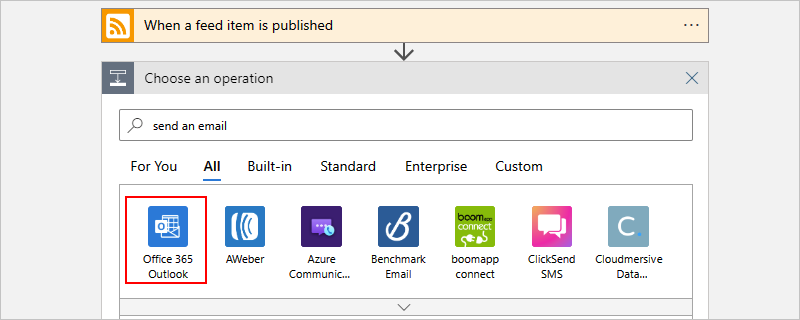 When a feed item is published
Choose an operation
send an email
For You All Built-in Standard Enterprise Custom
Office 365 Outlook
AWeber
Azure Communic...
Benchmark Email
boomapp connect
boomapp connect
ClickSend SMS
C.
Cloudmersive Data...